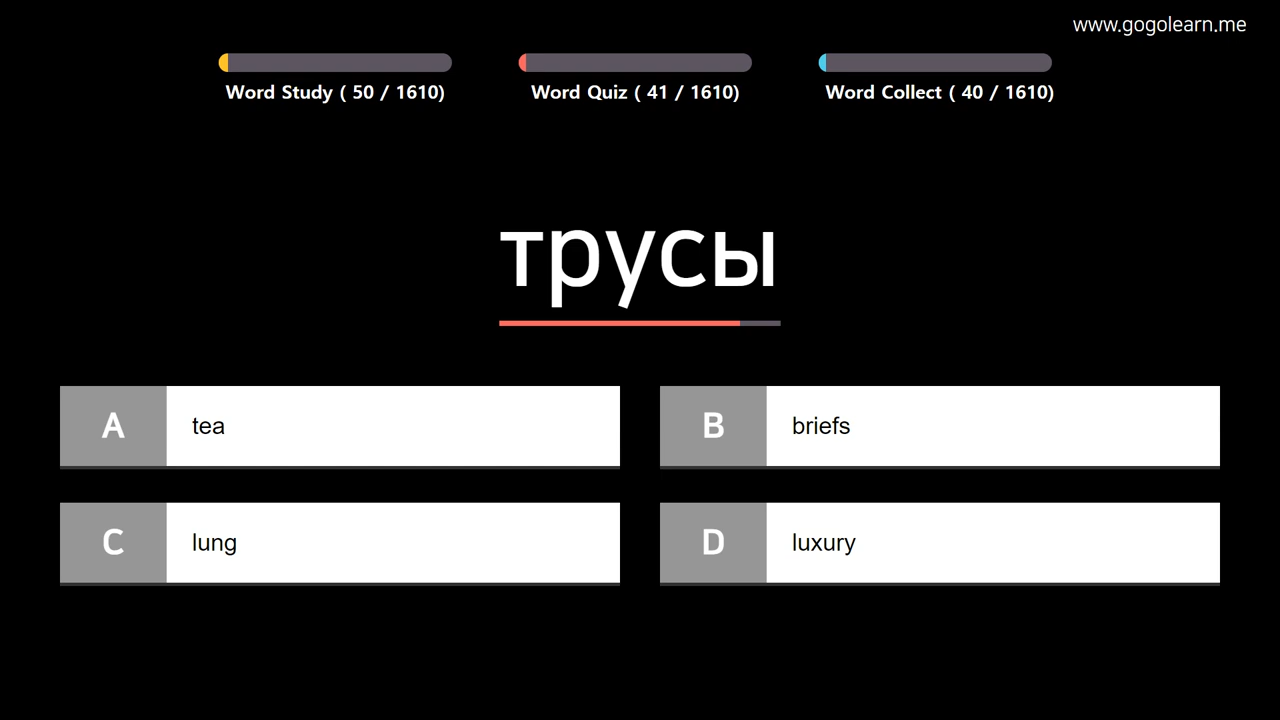 www.gogolearn.me
Word Study ( 50 / 1610)
Word Quiz ( 41 / 1610)
Word Collect ( 40 / 1610)
трусы
A tea
B briefs
C lung
D luxury